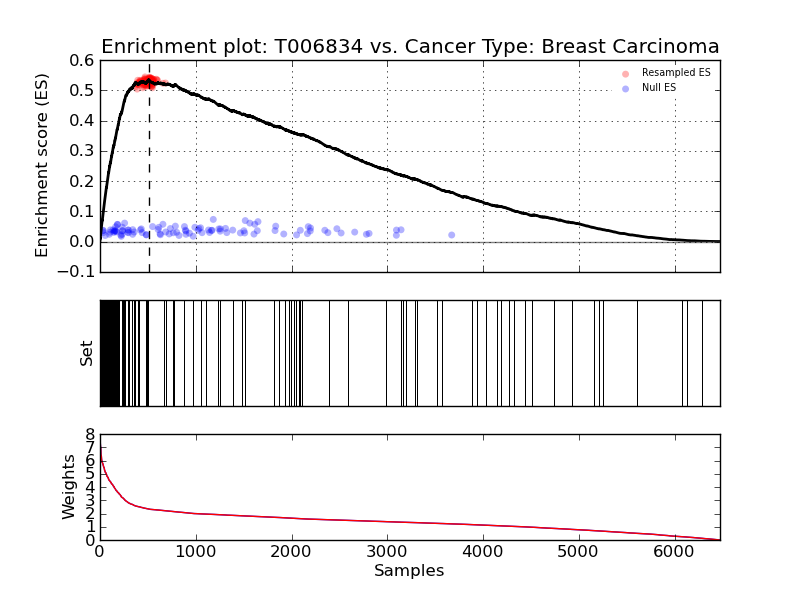 Enrichment plot: T006834 vs. Cancer Type: Breast Carcinoma
Enrichment score (ES)
0.6
0.5
0.4
0.3
0.2
0.1
0.0
−0.1
Resampled ES
Null ES
Set
Weights
8
7
6
5
4
3
2
1
0
0 1000 2000 3000 4000 5000 6000
Samples